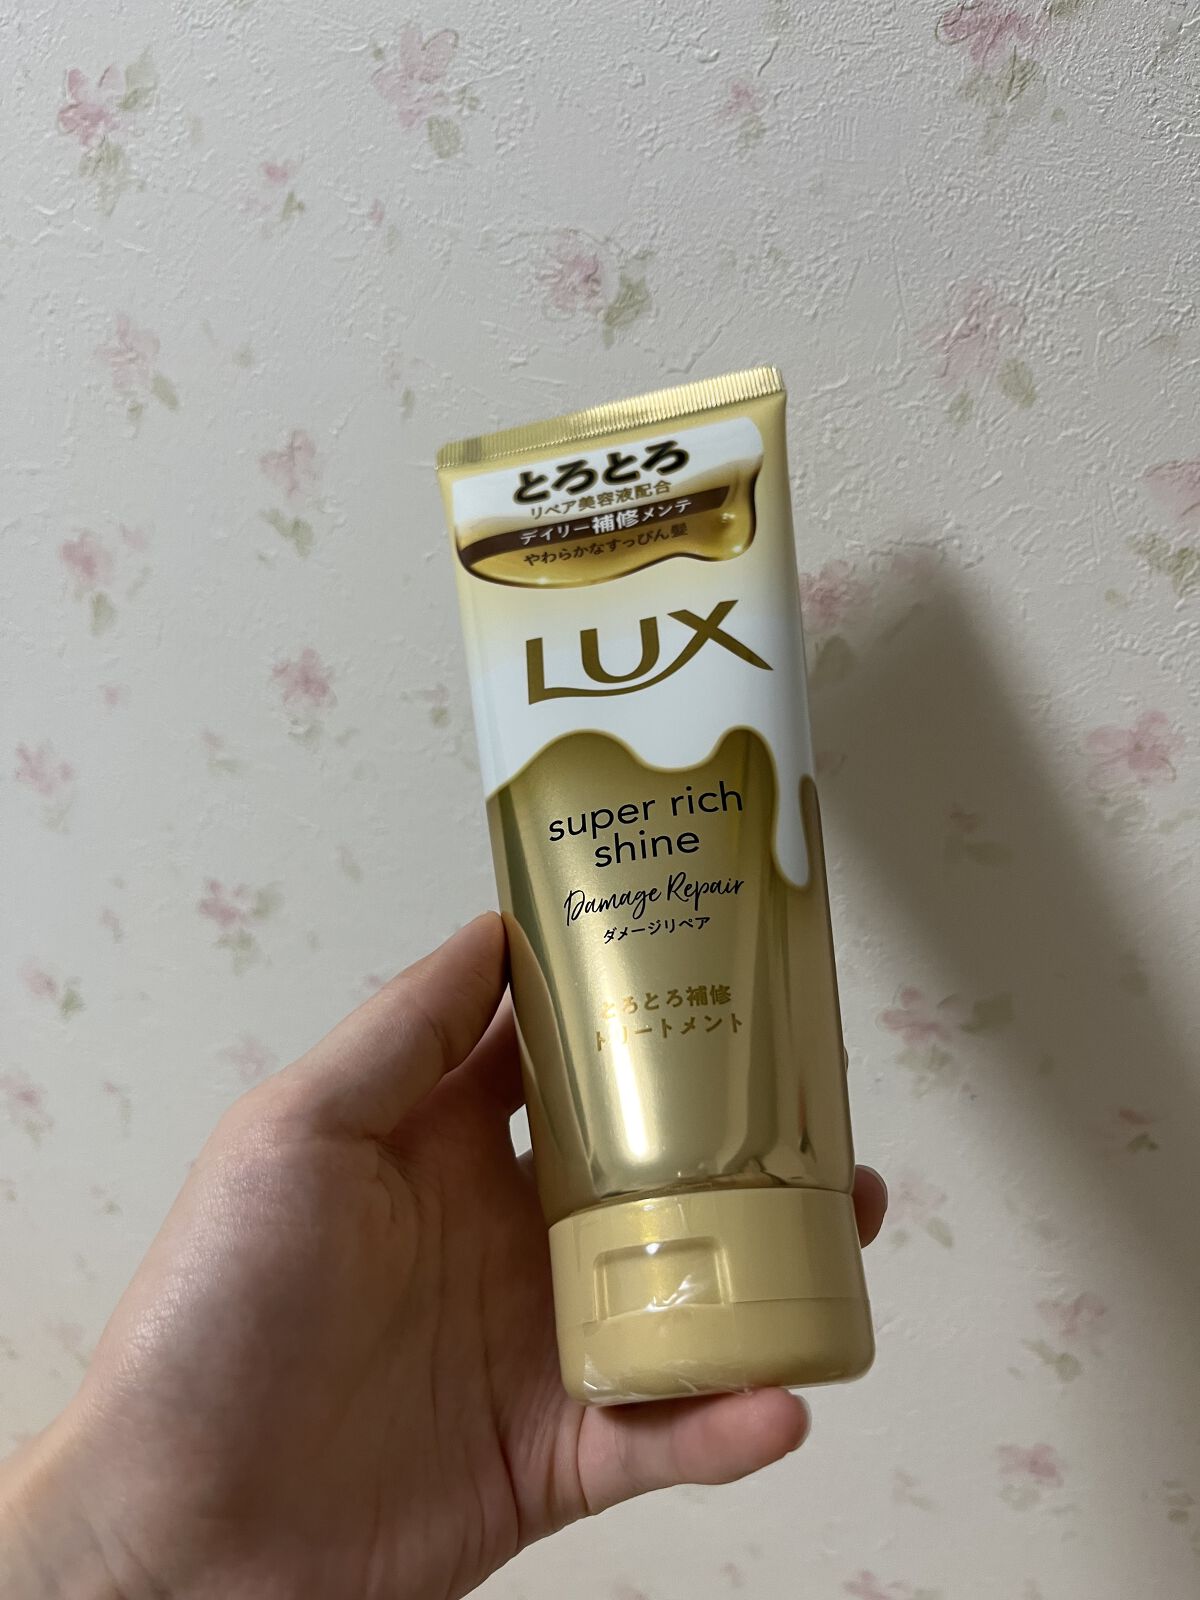 とろとろ
リペア美容液配合
デイリー補修メンテ
やわらかなすっぴん髪
LUX
super rich
shine
Damage Repair
ダメージリペア
とろとろ補修
トリートメント